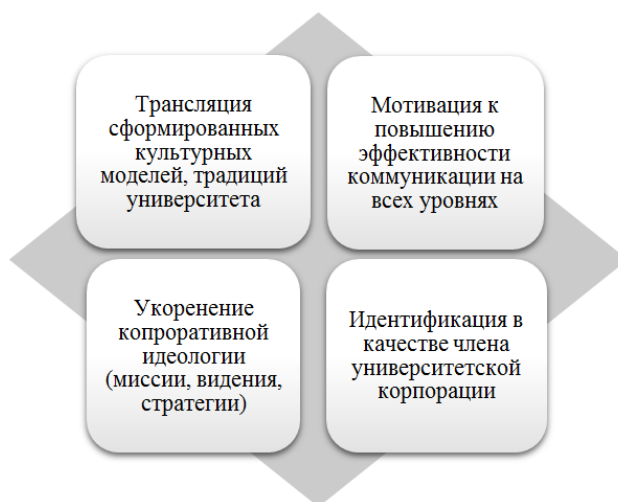 Трансляция
сформированных
культурных
моделей, традиций
университета
Мотивация к
повышению
эффективности
коммуникации на
всех уровнях
Укоренение
копроративной
идеологии
(миссии, видения,
стратегии)
Идентификация в
качестве члена
университетской
корпорации